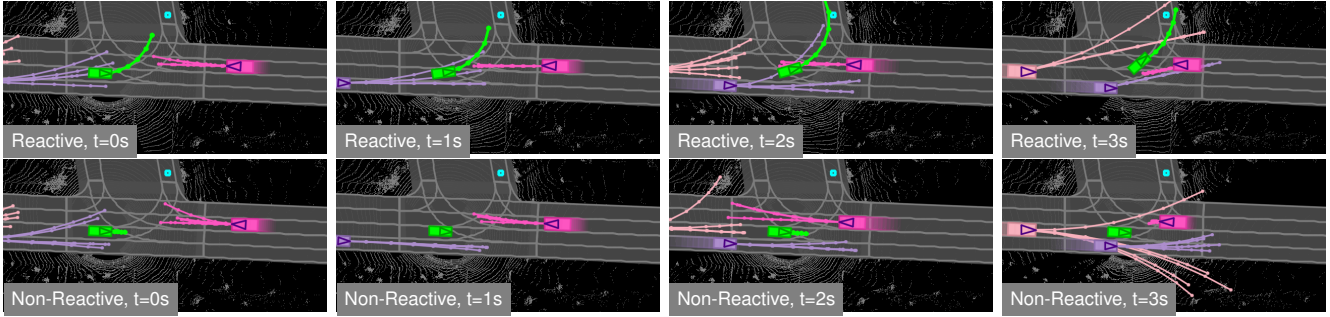 Reactive, t=0s
Reactive, t=1s
Reactive, t=2s
Reactive, t=3s
Non-Reactive, t=0s
Non-Reactive, t=1s
Non-Reactive, t=2s
Non-Reactive, t=3s